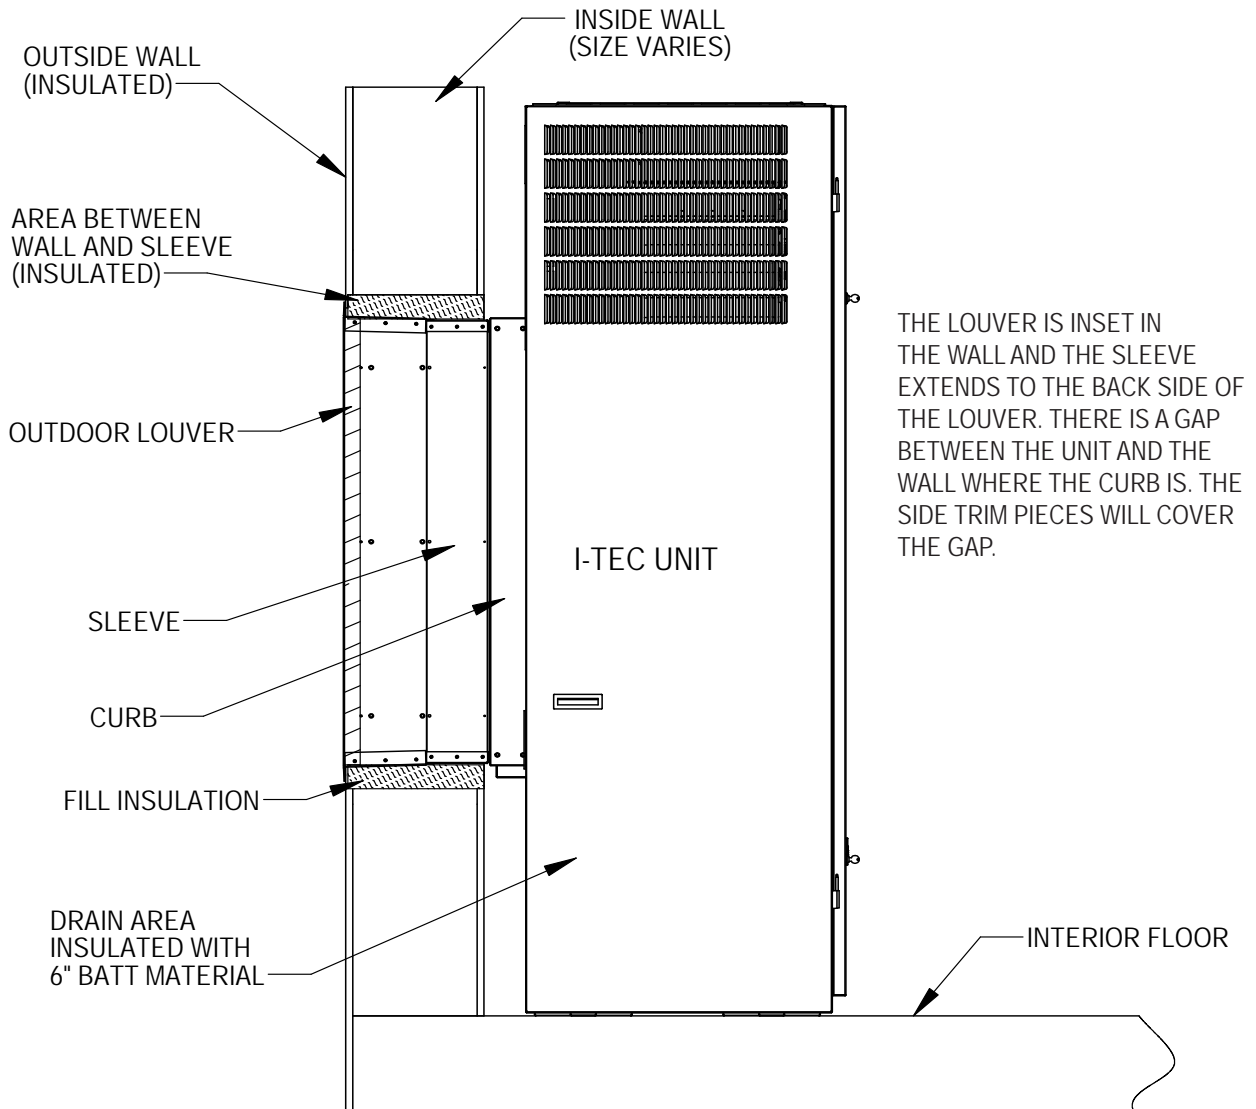 INSIDE WALL
(SIZE VARIES)
OUTSIDE WALL
(INSULATED)
AREA BETWEEN
WALL AND SLEEVE
(INSULATED)
OUTDOOR LOUVER
THE LOUVER IS INSET IN
THE WALL AND THE SLEEVE
EXTENDS TO THE BACK SIDE OF
THE LOUVER. THERE IS A GAP
BETWEEN THE UNIT AND THE
WALL WHERE THE CURB IS. THE
SIDE TRIM PIECES WILL COVER
THE GAP.
I-TEC UNIT
SLEEVE
CURB
FILL INSULATION
DRAIN AREA
INSULATED WITH
6" BATT MATERIAL
INTERIOR FLOOR